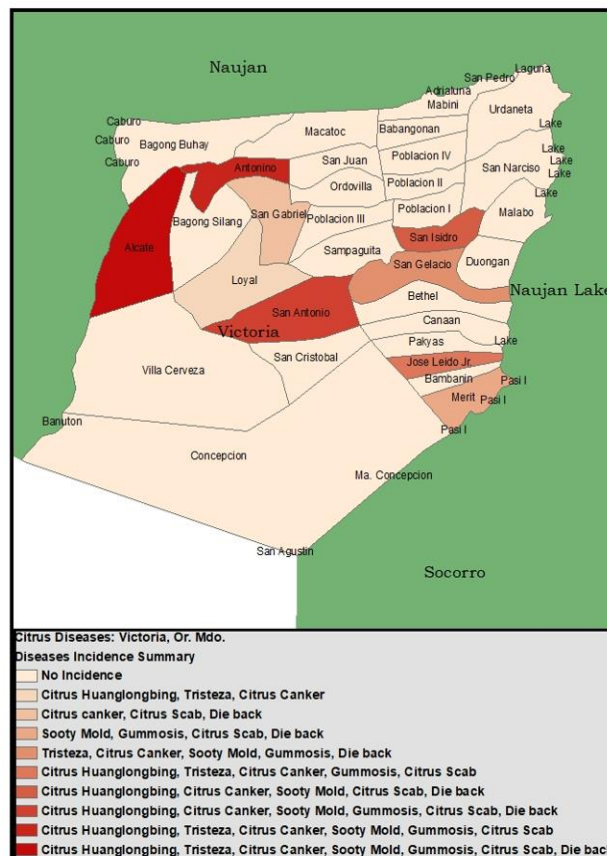 Naujan
Laguna
San Pedro
Adrialuna
Mabini
Urdaneta
Caburo
Macatoc
Babangonan
Lake
Caburo
Bagong Buhay
Lake
Caburo
San Juan
Poblacion IV
Lake
Antonino
San Narciso
Lake
Ordovilla
Poblacion II
Lake
San Gabriel
Poblacion III
Poblacion I
Malabo
Bagong Silang
San Isidro
Alcate
Sampaguita
Duongan
San Gelacio
Loyal
Bethel
Naujan Lake
San Antonio
Canaan
Victoria
Pakyas
Lake
San Cristobal
Jose Leido Jr.
Villa Cerveza
Bambanin
Pasi I
Merit
Pasi I
Banuton
Pasi I
Concepcion
Ma. Concepcion
San Agustin
Socorro
Citrus Diseases: Victoria, Or. Mdo.
Diseases Incidence Summary
No Incidence
Citrus Huanglongbing, Tristeza, Citrus Canker
Citrus canker, Citrus Scab, Die back
Sooty Mold, Gummosis, Citrus Scab, Die back
Tristeza, Citrus Canker, Sooty Mold, Gummosis, Die back
Citrus Huanglongbing, Tristeza, Citrus Canker, Gummosis, Citrus Scab
Citrus Huanglongbing, Citrus Canker, Sooty Mold, Citrus Scab, Die back
Citrus Huanglongbing, Citrus Canker, Sooty Mold, Gummosis, Citrus Scab, Die back
Citrus Huanglongbing, Tristeza, Citrus Canker, Sooty Mold, Gummosis, Citrus Scab
Citrus Huanglongbing, Tristeza, Citrus Canker, Sooty Mold, Gummosis, Citrus Scab, Die back